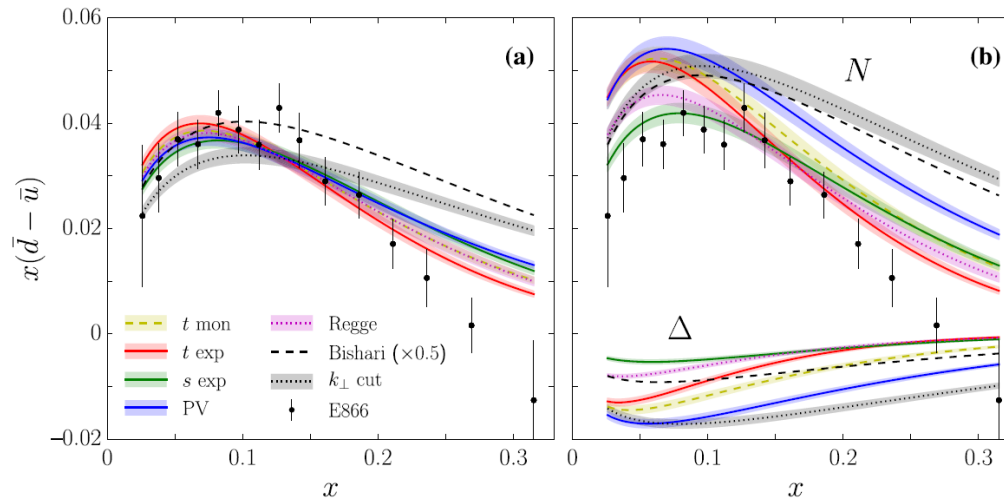 0.06
0.04
0.02
0
−0.02
x(d̄ − ū)
(a)
t mon
t exp
s exp
PV
Regge
Bishari (×0.5)
k⊥ cut
E866
0
0.1
0.2
0.3
x
(b)
N
Δ
0
0.1
0.2
0.3
x